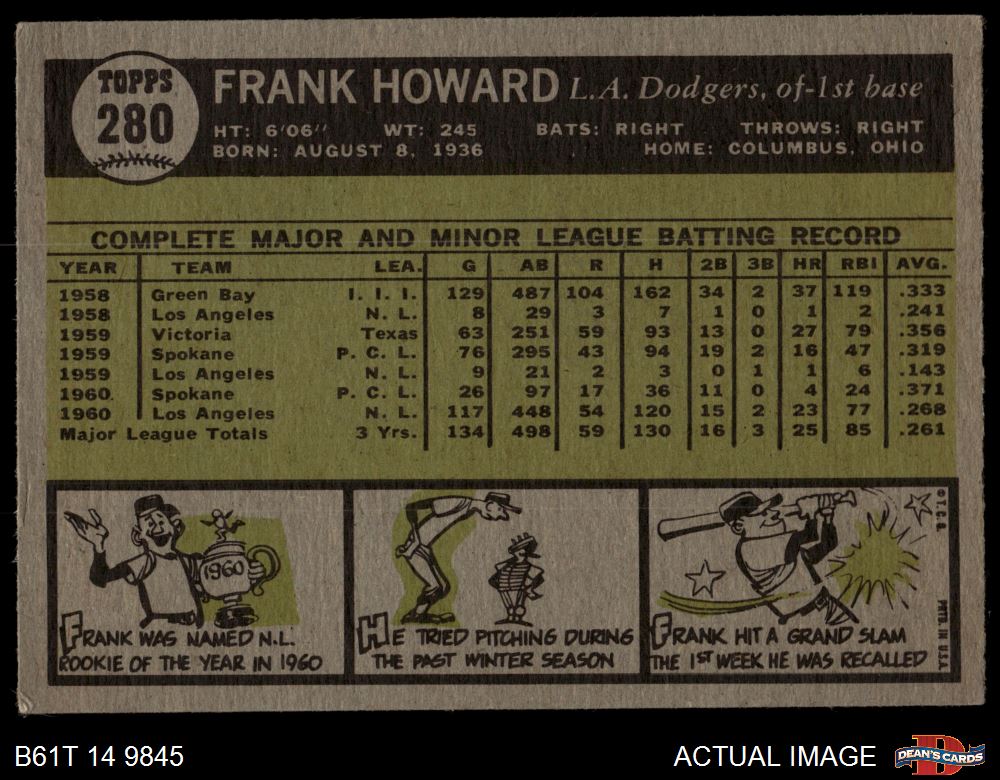 TOPPS
280
FRANK HOWARD L.A. Dodgers, of-1st base
HT: 6'06" WT: 245 BATS: RIGHT THROWS: RIGHT
BORN: AUGUST 8, 1936 HOME: COLUMBUS, OHIO
COMPLETE MAJOR AND MINOR LEAGUE BATTING RECORD
YEAR TEAM LEA. G AB R H 2B 3B HR RBI AVG.
1958 Green Bay I. I. I. 129 487 104 162 34 2 37 119 .333
1958 Los Angeles N. L. 8 29 3 7 1 0 1 2 .241
1959 Victoria Texas 63 251 59 93 13 0 27 79 .356
1959 Spokane P. C. L. 76 295 43 94 19 2 16 47 .319
1959 Los Angeles N. L. 9 21 2 3 0 1 1 6 .143
1960 Spokane P. C. L. 26 97 17 36 11 0 4 24 .371
1960 Los Angeles N. L. 117 448 54 120 15 2 23 77 .268
Major League Totals 3 Yrs. 134 498 59 130 16 3 25 85 .261
1960
FRANK WAS NAMED N.L.
ROOKIE OF THE YEAR IN 1960
HE TRIED PITCHING DURING
THE PAST WINTER SEASON
FRANK HIT A GRAND SLAM
THE 1ST WEEK HE WAS RECALLED
© T.C.G.
PRTD. IN U.S.A.
B61T 14 9845
ACTUAL IMAGE
DEAN'S CARDS